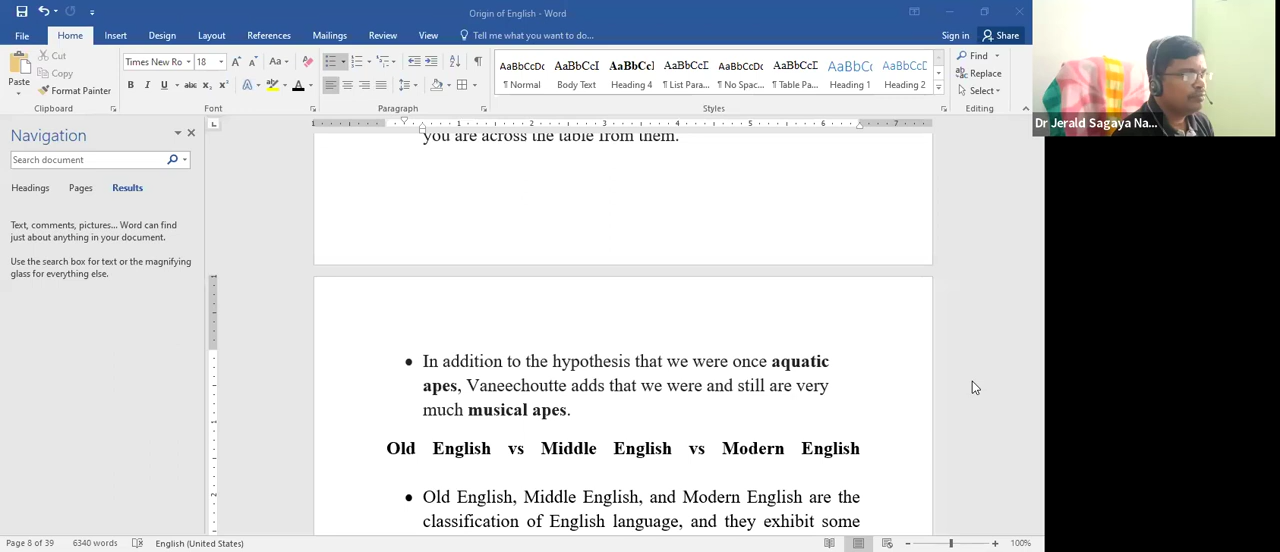 Origin of English - Word
File Home Insert Design Layout References Mailings Review View Tell me what you want to do... Sign in Share
Paste
Cut
Copy
Format Painter
Clipboard
Times New Ro 18
B I U abc X₂ X²
Font
Paragraph
AaBbCcDc AaBbCcI AaBbCcI AaBbCcI AaBbCcDc AaBbCcI AaBbC AaBbCc
¶ Normal Body Text Heading 4 ¶ List Para... ¶ No Spac... ¶ Table Pa... Heading 1 Heading 2
Styles
Find
Replace
Select
Editing
Dr Jerald Sagaya Na...
Navigation
Search document
Headings Pages Results
Text, comments, pictures... Word can find
just about anything in your document.
Use the search box for text or the magnifying
glass for everything else.
you are across the table from them.
• In addition to the hypothesis that we were once aquatic
apes, Vaneechoutte adds that we were and still are very
much musical apes.
Old English vs Middle English vs Modern English
• Old English, Middle English, and Modern English are the
classification of English language, and they exhibit some
Page 8 of 39 6340 words English (United States) 100%